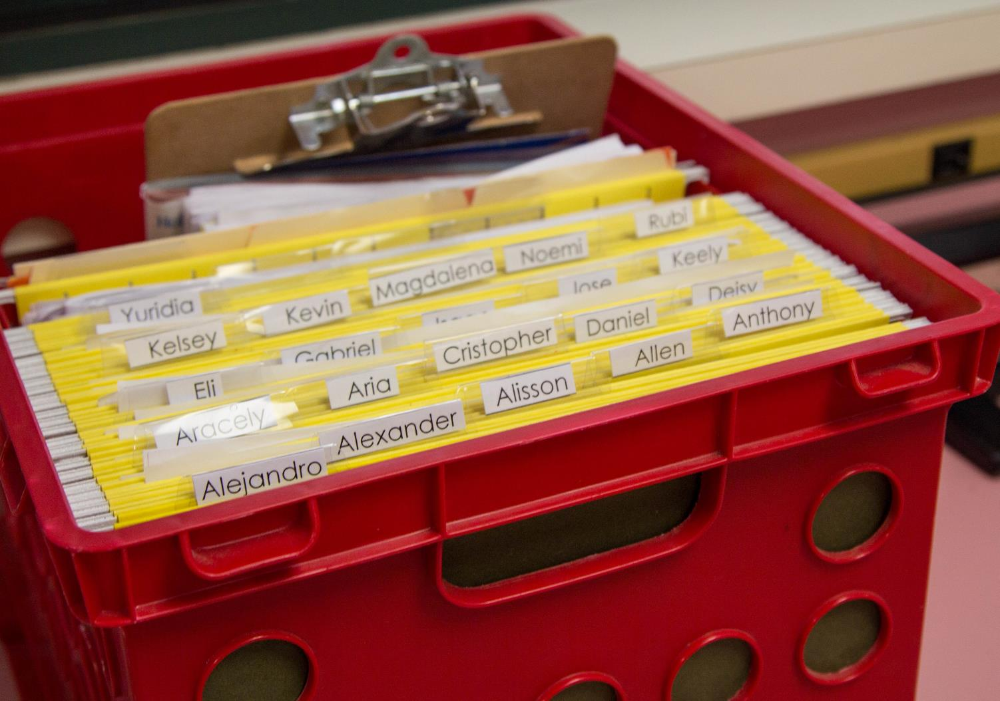 Rubi
Noemi
Magdalena
Keely
Kevin
Yuridia
Jose
Deisy
Kelsey
Gabriel
Cristopher
Daniel
Anthony
Eli
Aria
Allen
Aracely
Alisson
Alexander
Alejandro